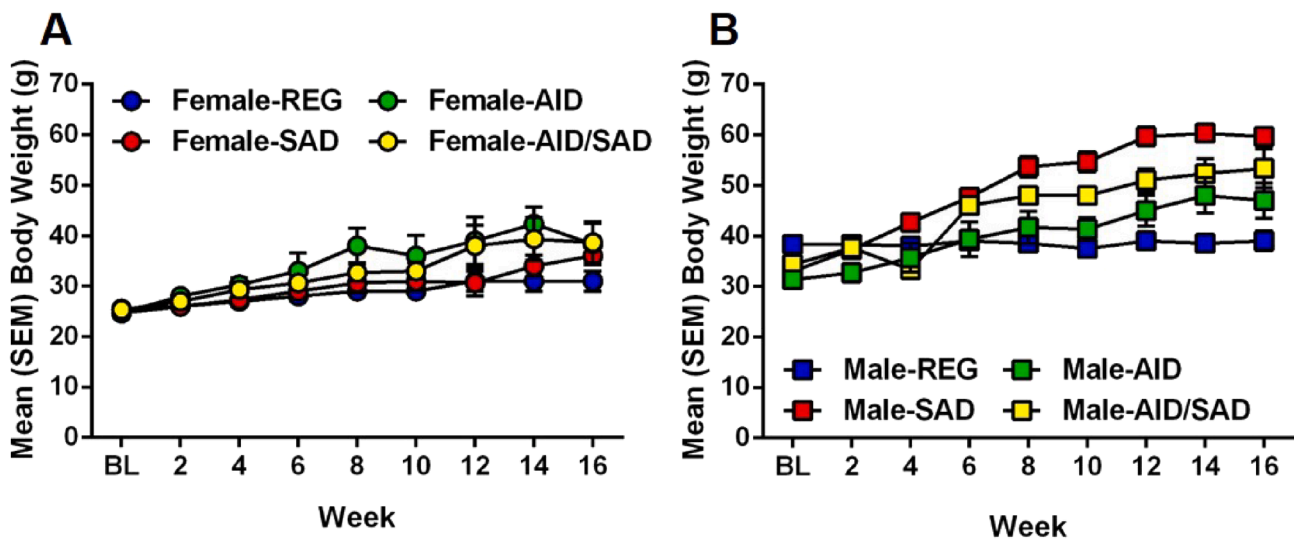 A
Mean (SEM) Body Weight (g)
70
60
50
40
30
20
10
0
Female-REG
Female-AID
Female-SAD
Female-AID/SAD
BL 2 4 6 8 10 12 14 16
Week
B
Mean (SEM) Body Weight (g)
70
60
50
40
30
20
10
0
Male-REG
Male-AID
Male-SAD
Male-AID/SAD
BL 2 4 6 8 10 12 14 16
Week